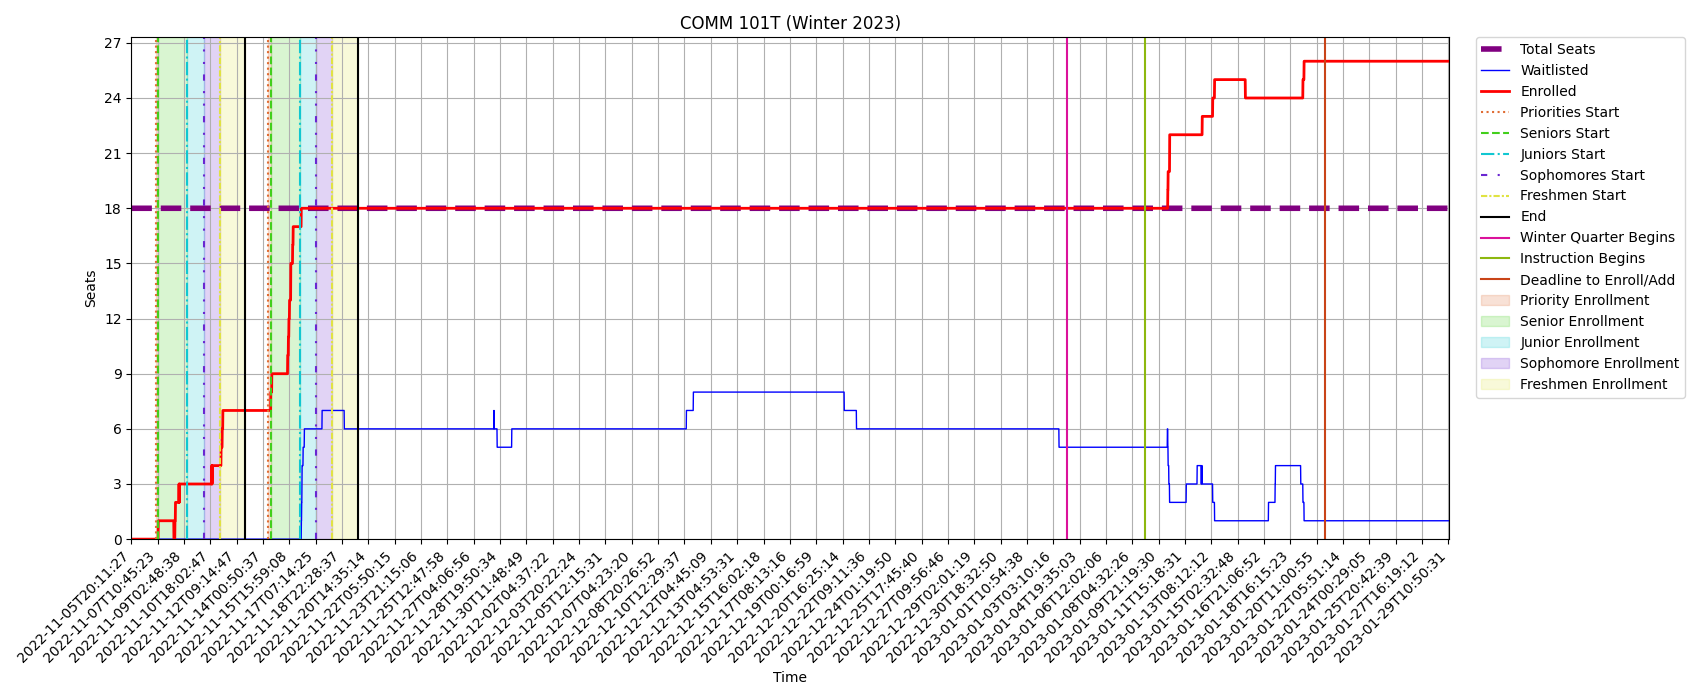 COMM 101T (Winter 2023)
27
24
21
18
15
12
9
6
3
0
Seats
2022-11-05T20:11:27
2022-11-07T10:45:23
2022-11-09T02:48:38
2022-11-10T18:02:47
2022-11-12T09:14:47
2022-11-14T00:50:37
2022-11-15T15:59:08
2022-11-17T07:14:25
2022-11-18T22:28:37
2022-11-20T14:35:14
2022-11-22T05:50:15
2022-11-23T21:15:06
2022-11-25T12:47:58
2022-11-27T04:06:56
2022-11-28T19:50:34
2022-11-30T11:48:49
2022-12-02T04:37:22
2022-12-03T20:22:24
2022-12-05T12:15:31
2022-12-07T04:23:20
2022-12-08T20:26:52
2022-12-10T12:29:37
2022-12-12T04:45:09
2022-12-13T04:53:31
2022-12-15T16:02:18
2022-12-17T08:13:16
2022-12-19T00:16:59
2022-12-20T16:25:14
2022-12-22T09:11:36
2022-12-24T01:19:50
2022-12-25T17:45:40
2022-12-27T09:56:46
2022-12-29T02:01:19
2022-12-30T18:32:50
2023-01-01T10:54:38
2023-01-03T03:10:16
2023-01-04T19:35:03
2023-01-06T12:02:06
2023-01-08T04:32:26
2023-01-09T21:19:30
2023-01-11T15:18:31
2023-01-13T08:12:12
2023-01-15T02:32:48
2023-01-16T21:06:52
2023-01-18T16:15:23
2023-01-20T11:00:55
2023-01-22T05:51:14
2023-01-24T00:29:05
2023-01-25T20:42:39
2023-01-27T16:19:12
2023-01-29T10:50:31
Time
Total Seats
Waitlisted
Enrolled
Priorities Start
Seniors Start
Juniors Start
Sophomores Start
Freshmen Start
End
Winter Quarter Begins
Instruction Begins
Deadline to Enroll/Add
Priority Enrollment
Senior Enrollment
Junior Enrollment
Sophomore Enrollment
Freshmen Enrollment